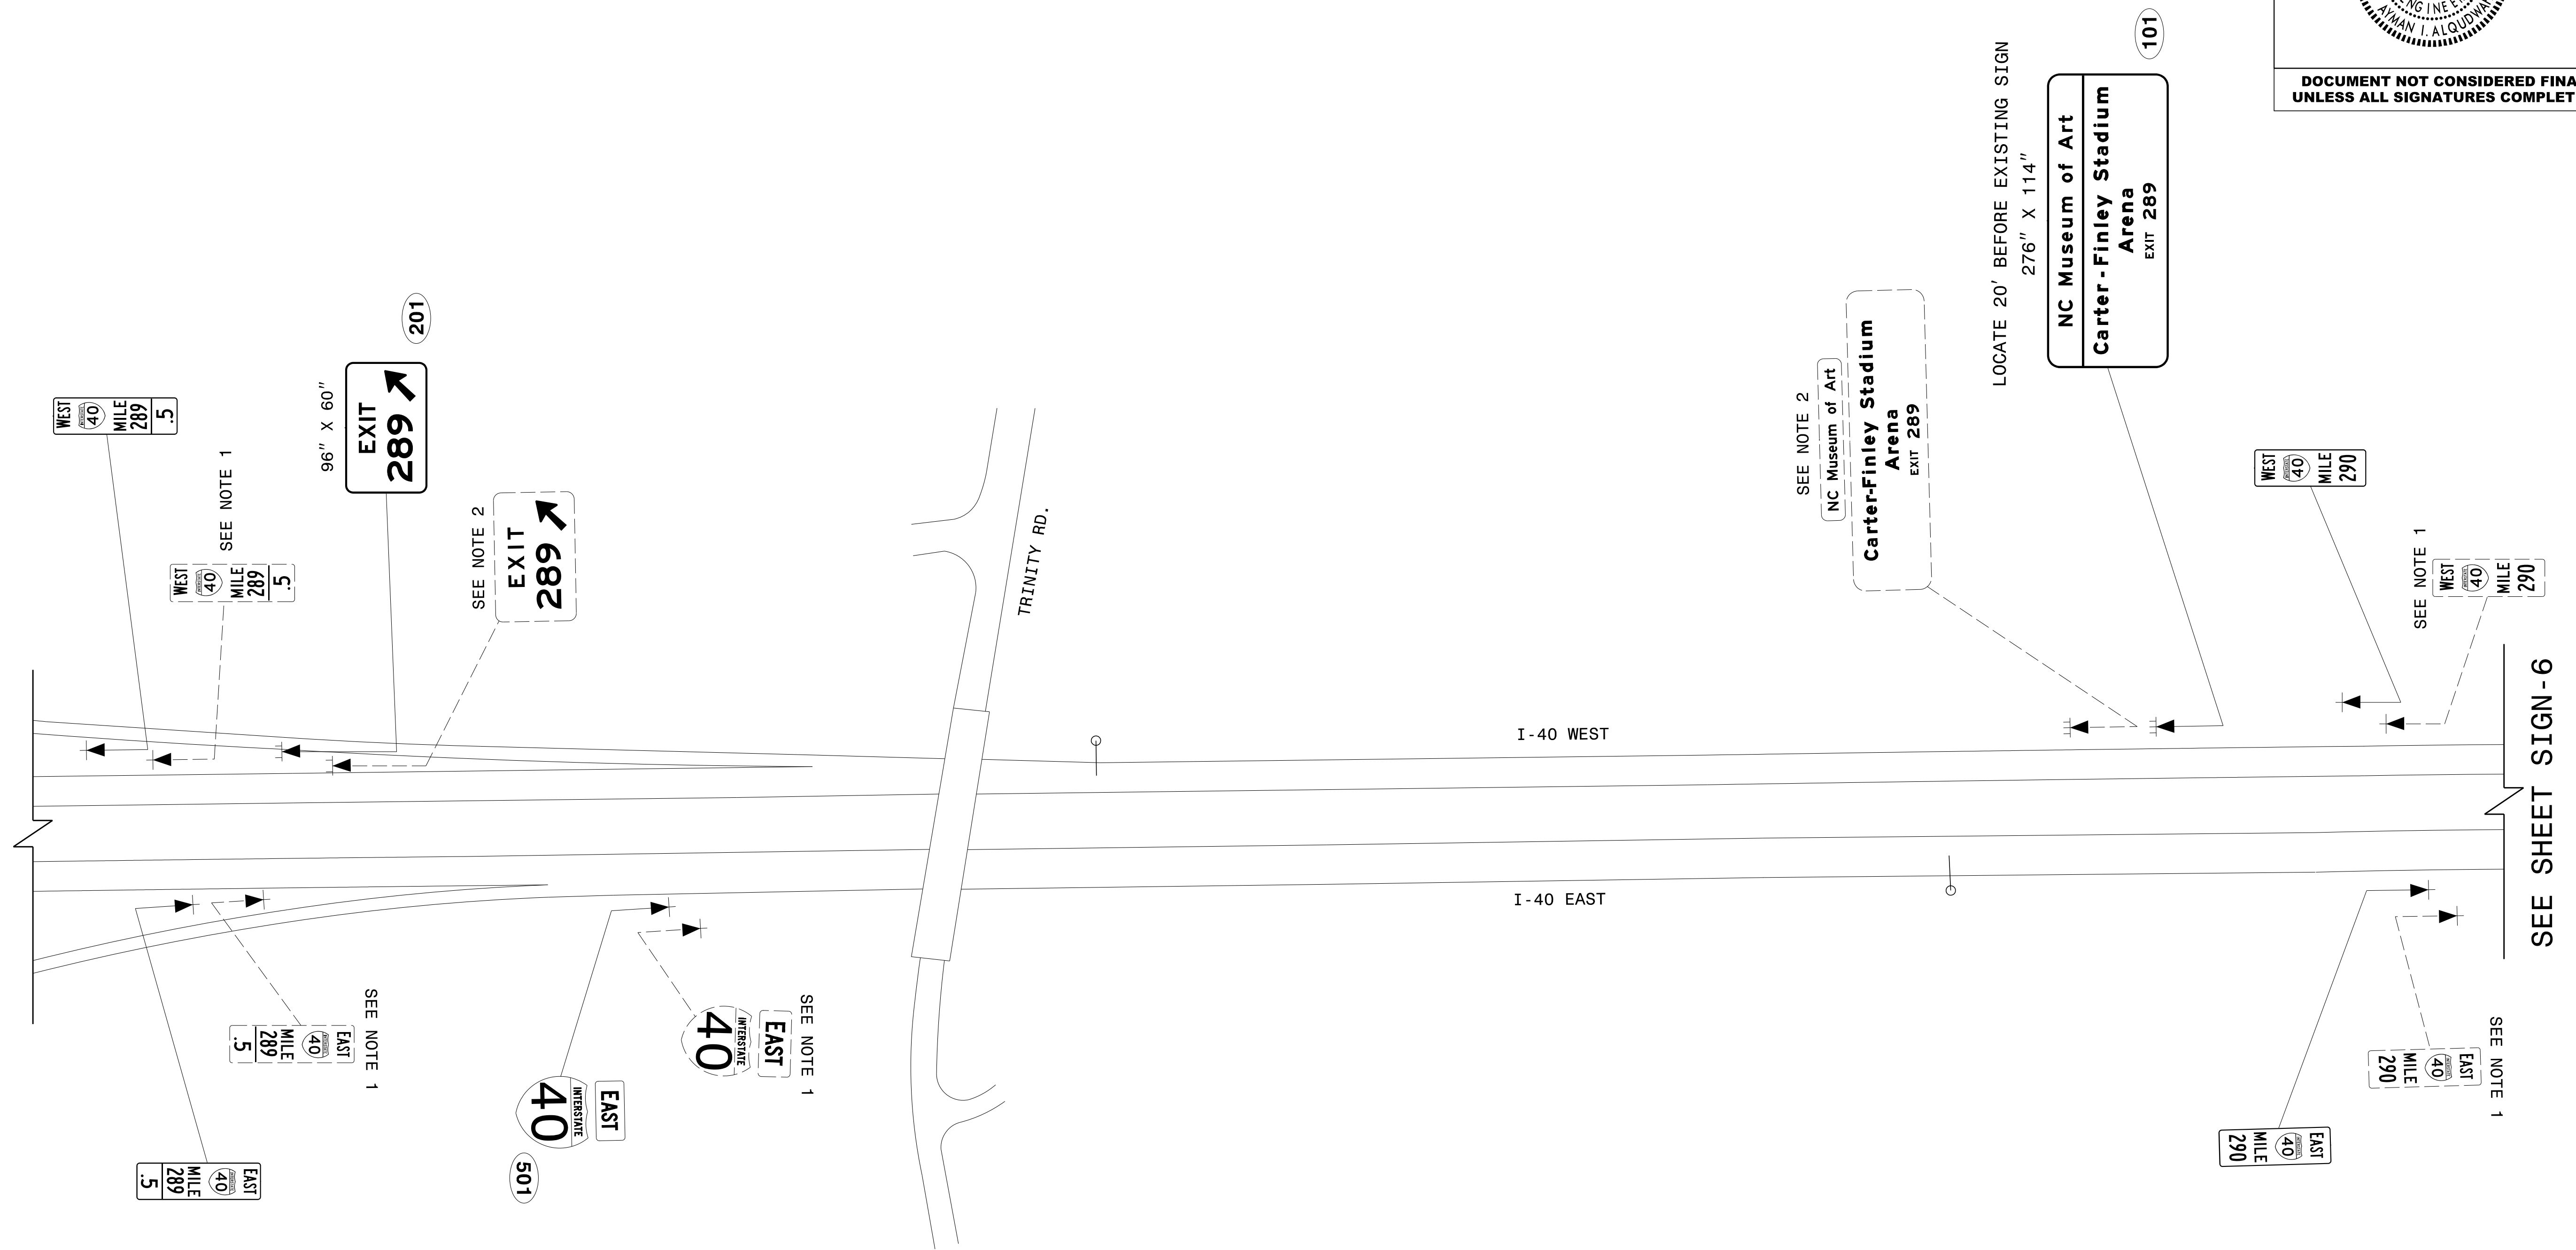 NGINEE
AYMAN I. ALQUDWA
DOCUMENT NOT CONSIDERED FINA
UNLESS ALL SIGNATURES COMPLET
101
LOCATE 20' BEFORE EXISTING SIGN
276" X 114"
NC Museum of Art
Carter-Finley Stadium
Arena
EXIT 289
SEE NOTE 2
NC Museum of Art
Carter-Finley Stadium
Arena
EXIT 289
201
96" X 60"
EXIT
289
SEE NOTE 2
EXIT
289
WEST
40
MILE
289
.5
SEE NOTE 1
WEST
40
MILE
289
.5
TRINITY RD.
WEST
40
MILE
290
SEE NOTE 1
WEST
40
MILE
290
I-40 WEST
I-40 EAST
SEE SHEET SIGN-6
SEE NOTE 1
EAST
40
MILE
289
.5
EAST
40
MILE
289
.5
SEE NOTE 1
EAST
INTERSTATE
40
EAST
INTERSTATE
40
501
SEE NOTE 1
EAST
40
MILE
290
EAST
40
MILE
290